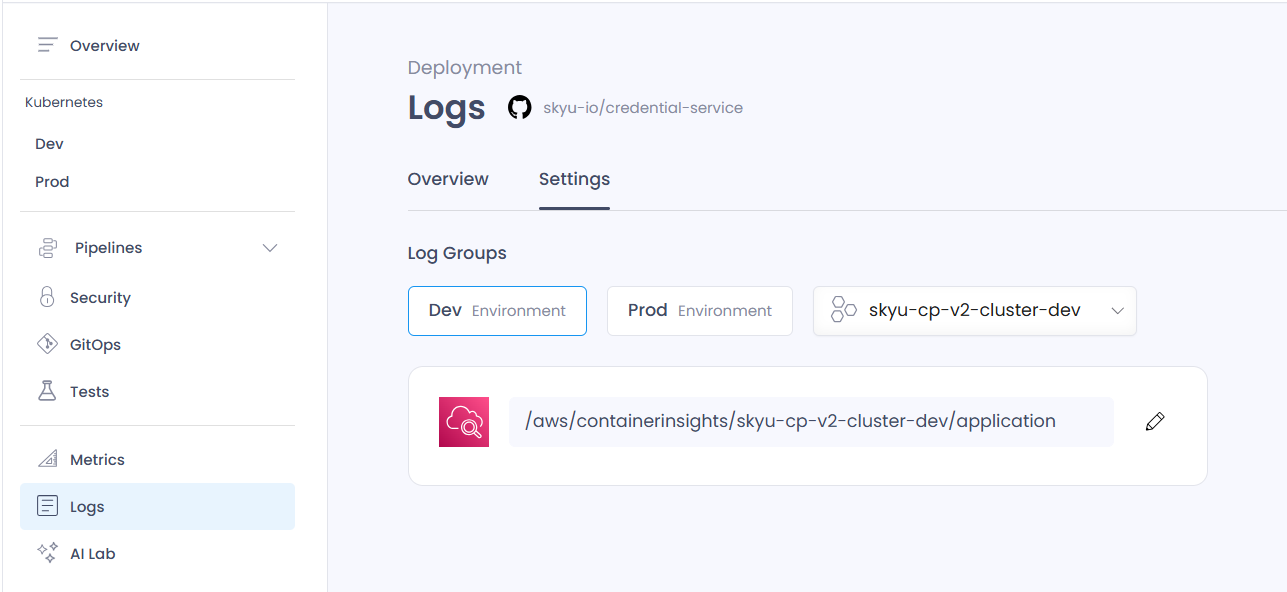 Overview
Kubernetes
Dev
Prod
Pipelines
Security
GitOps
Tests
Metrics
Logs
AI Lab
Deployment
Logs skyu-io/credential-service
Overview Settings
Log Groups
Dev Environment Prod Environment skyu-cp-v2-cluster-dev
/aws/containerinsights/skyu-cp-v2-cluster-dev/application